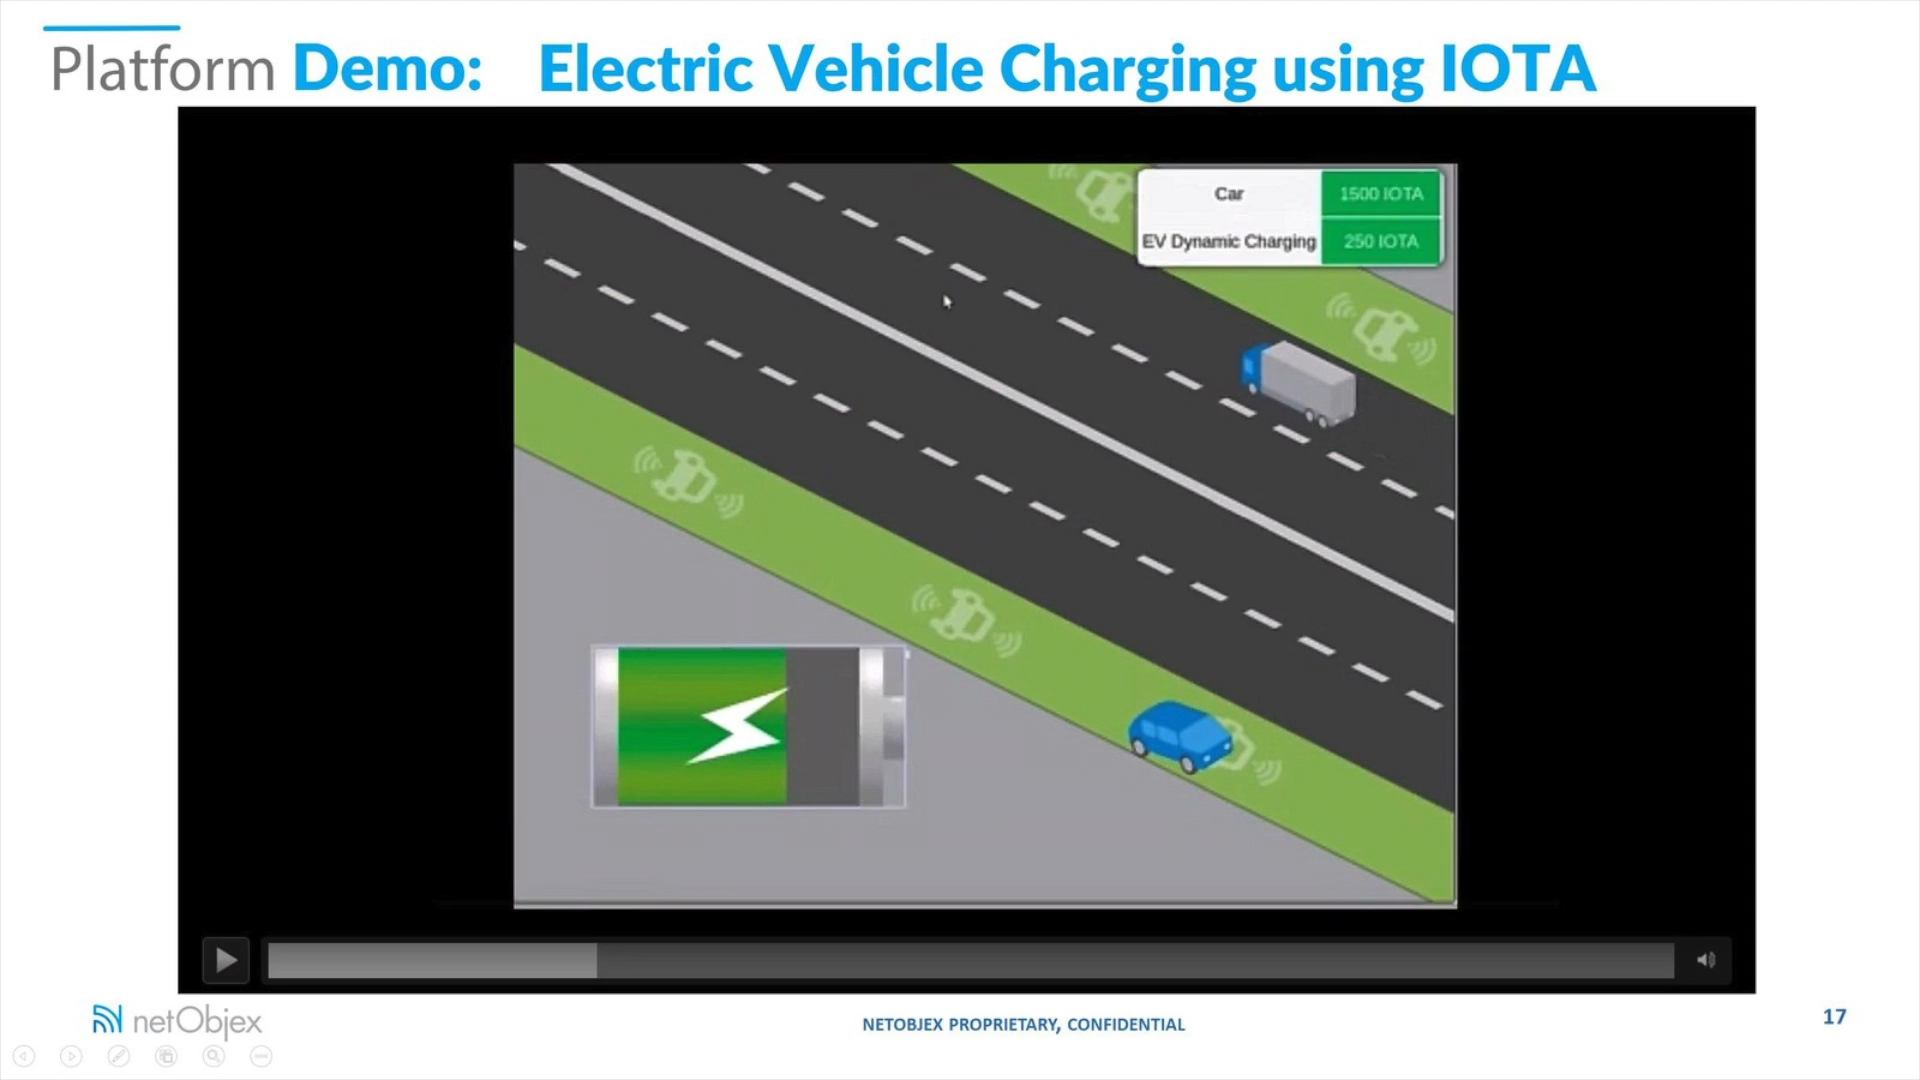 Platform Demo: Electric Vehicle Charging using IOTA
Car 1500 IOTA
EV Dynamic Charging 250 IOTA
netObjex
NETOBJEX PROPRIETARY, CONFIDENTIAL
17